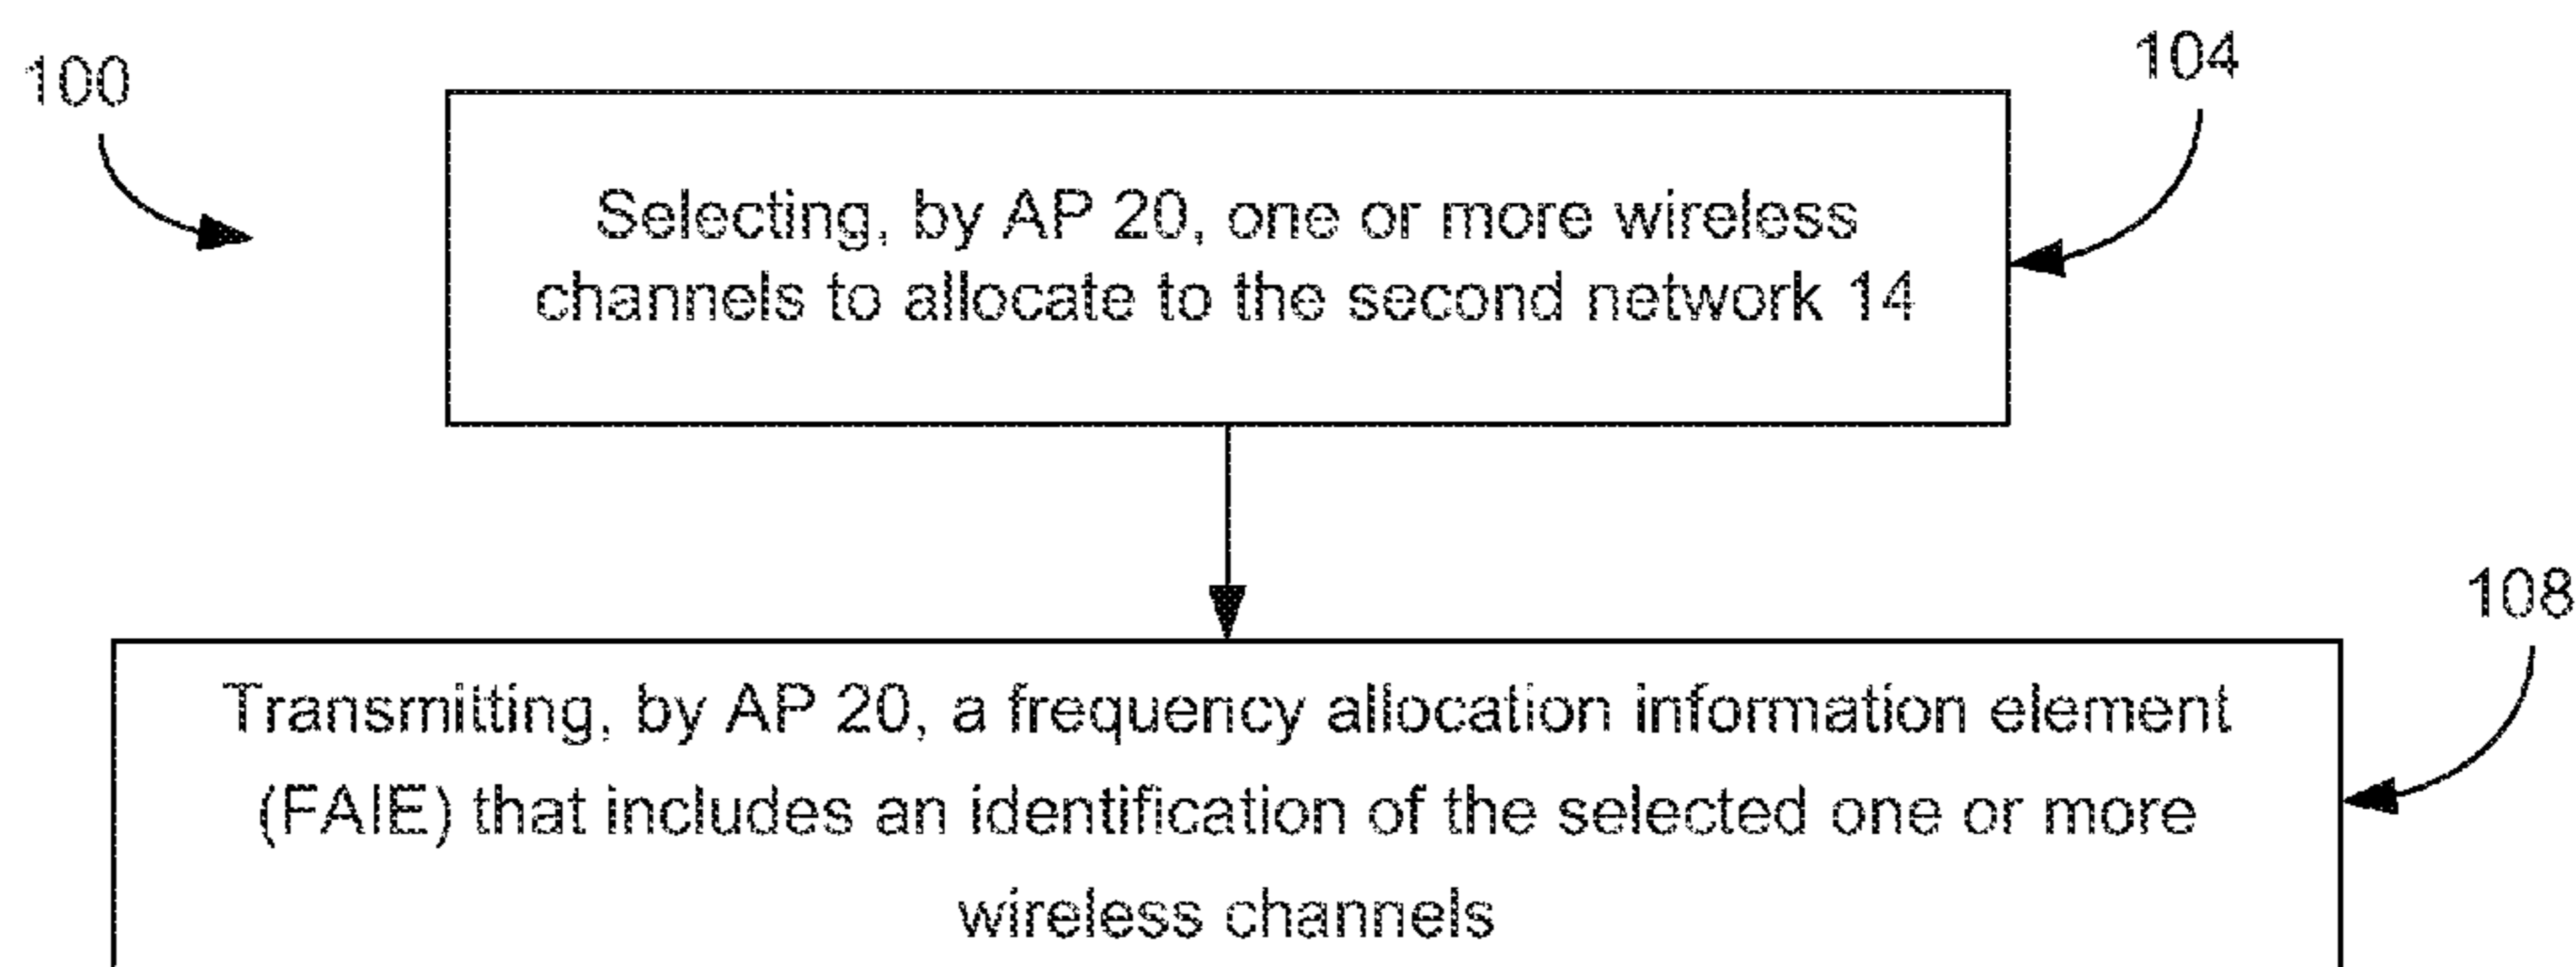 100
104
Selecting, by AP 20, one or more wireless
channels to allocate to the second network 14
108
Transmitting, by AP 20, a frequency allocation information element
(FAIE) that includes an identification of the selected one or more
wireless channels